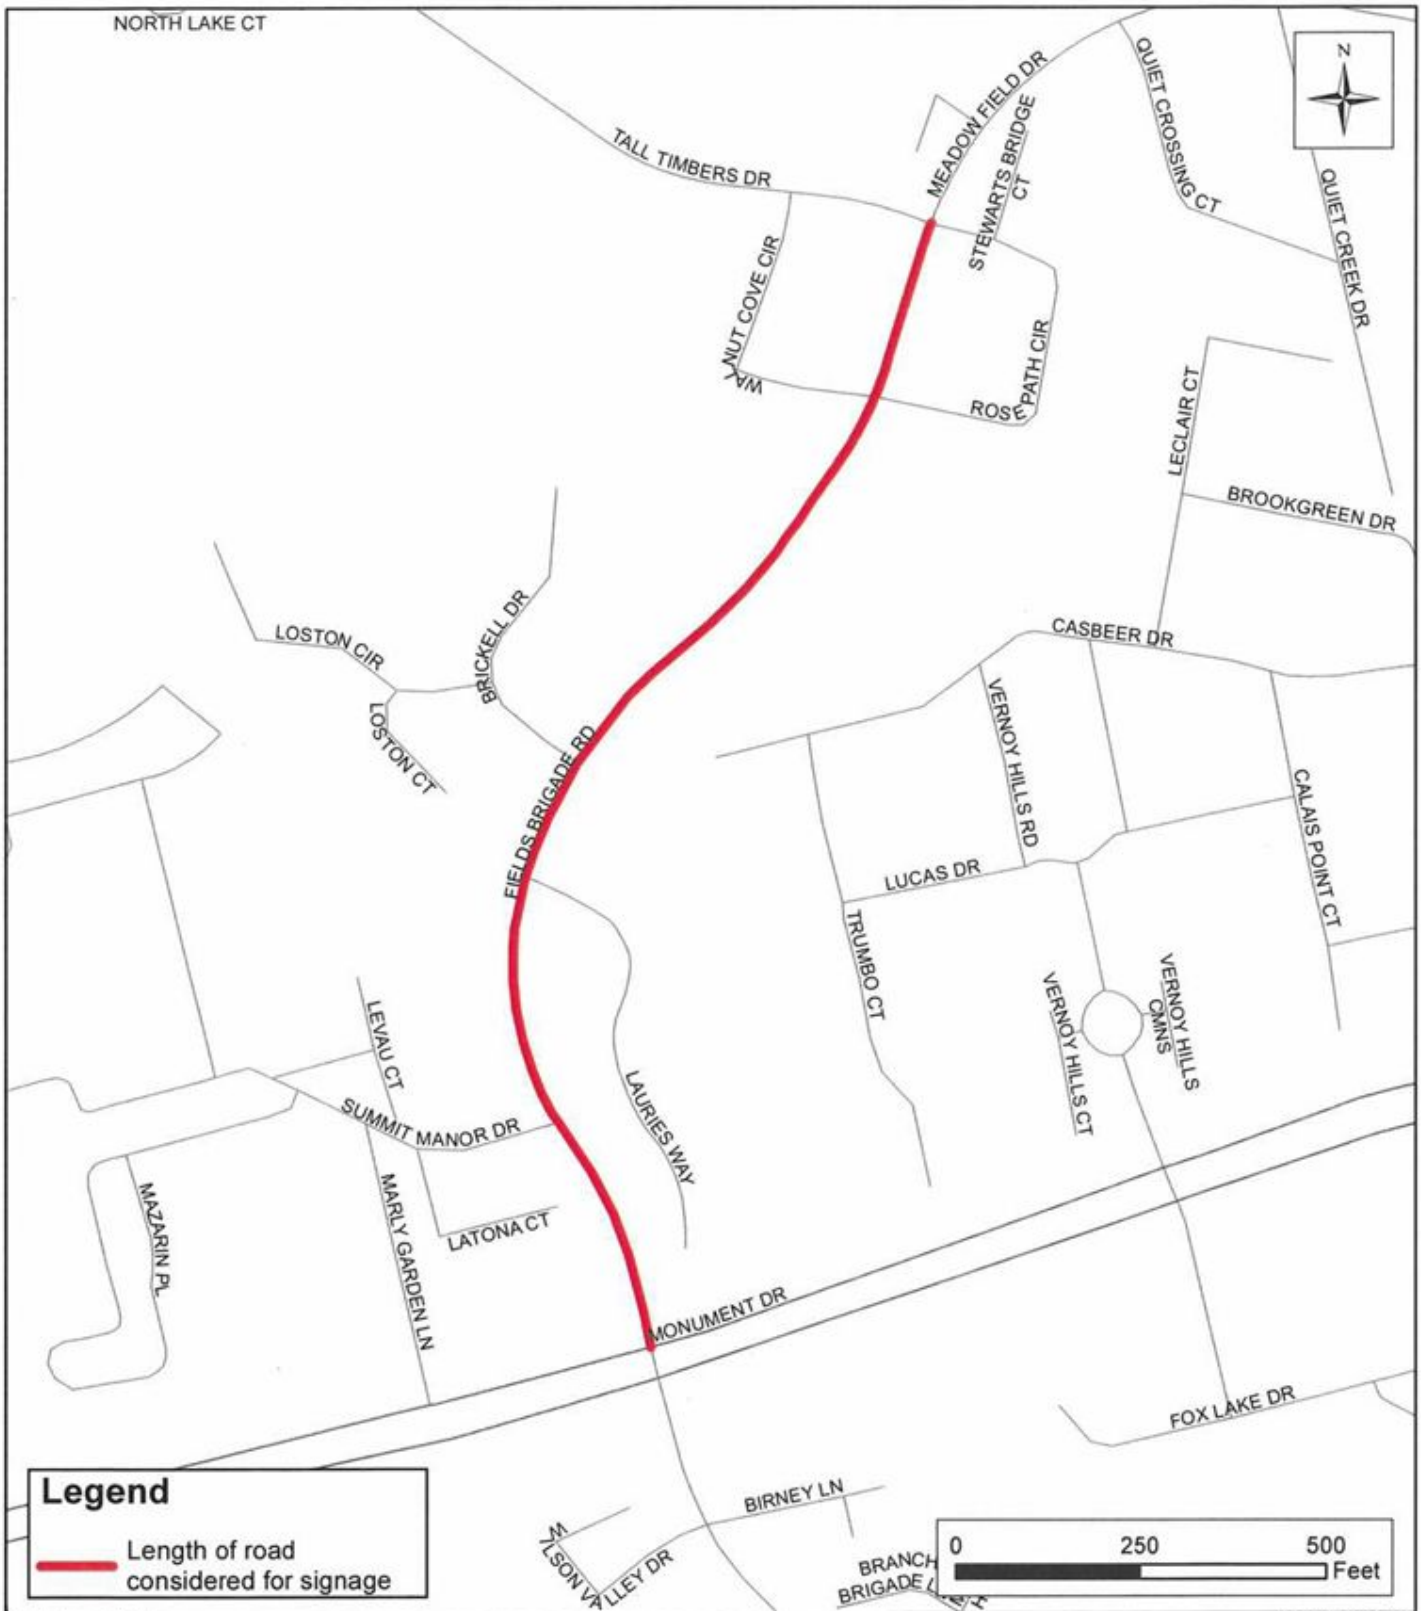 NORTH LAKE CT
N
MEADOW FIELD DR
QUIET CROSSING CT
TALL TIMBERS DR
STEWARTS BRIDGE
CT
QUIET CREEK DR
WALNUT COVE CIR
ROSE PATH CIR
LECLAIR CT
BROOKGREEN DR
LOSTON CIR
BRICKELL DR
CASBEER DR
LOSTON CT
FIELDS BRIGADE RD
VERNOY HILLS RD
CALAIS POINT CT
LUCAS DR
TRUMBO CT
VERNOY HILLS
CMNS
VERNOY HILLS CT
LEVAU CT
SUMMIT MANOR DR
LAURIES WAY
MAZARIN PL
MARLY GARDEN LN
LATONA CT
MONUMENT DR
FOX LAKE DR
BIRNEY LN
WILSON VALLEY DR
BRANCH
BRIGADE
Legend
Length of road
considered for signage
0 250 500
Feet